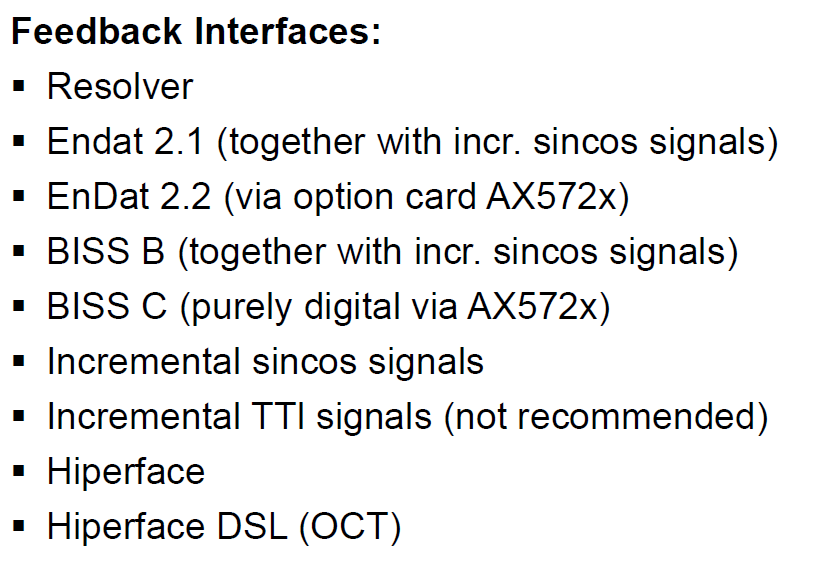 Feedback Interfaces:
▪ Resolver
▪ Endat 2.1 (together with incr. sincos signals)
▪ EnDat 2.2 (via option card AX572x)
▪ BISS B (together with incr. sincos signals)
▪ BISS C (purely digital via AX572x)
▪ Incremental sincos signals
▪ Incremental TTl signals (not recommended)
▪ Hiperface
▪ Hiperface DSL (OCT)